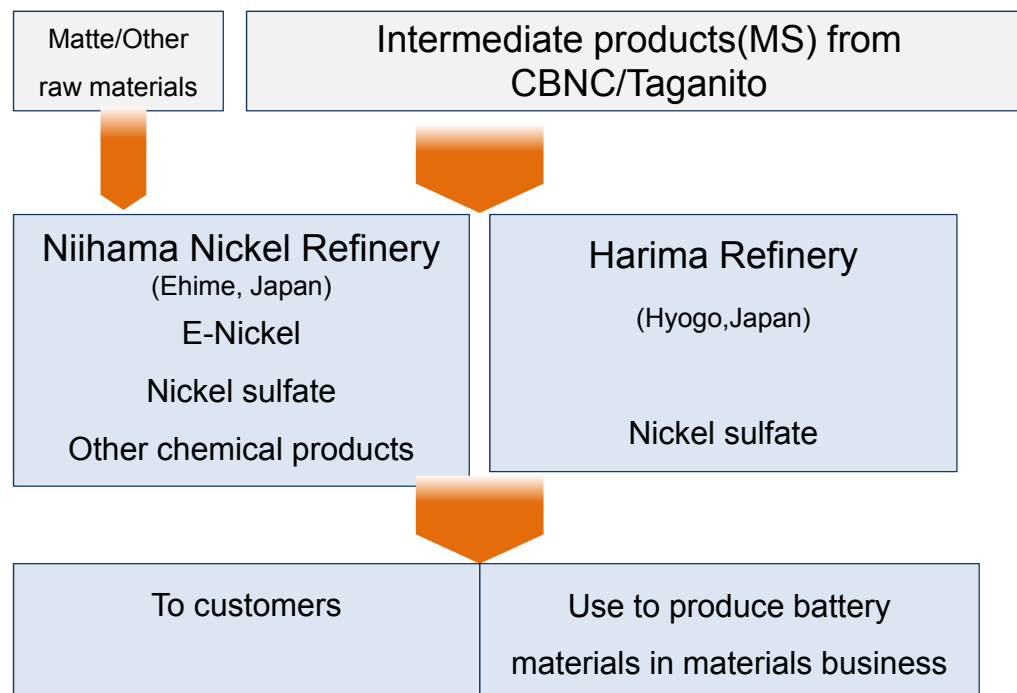 Matte/Other
raw materials
Intermediate products(MS) from
CBNC/Taganito
Niihama Nickel Refinery
(Ehime, Japan)
E-Nickel
Nickel sulfate
Other chemical products
Harima Refinery
(Hyogo,Japan)
Nickel sulfate
To customers
Use to produce battery
materials in materials business